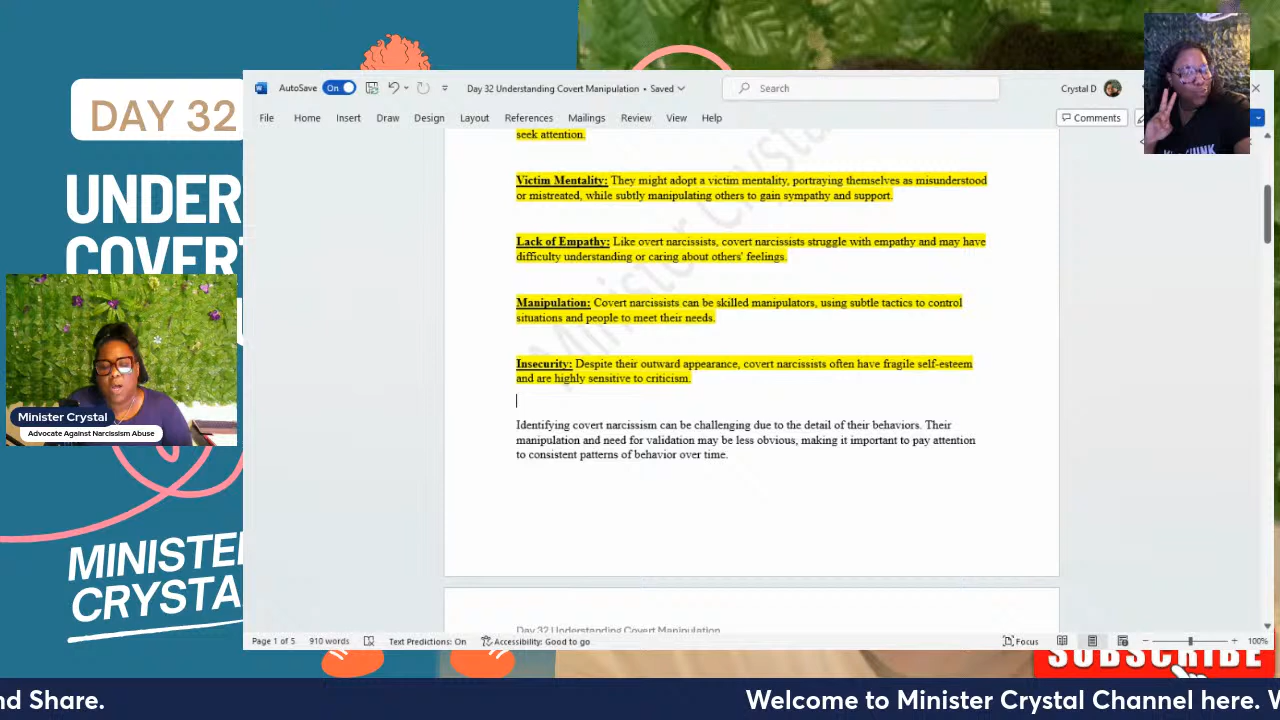 DAY 32
UNDER
COVERT
MINISTE
CRYSTA
Minister Crystal
Advocate Against Narcissism Abuse
AutoSave On Day 32 Understanding Covert Manipulation • Saved Search Crystal D
File Home Insert Draw Design Layout References Mailings Review View Help Comments
seek attention.
Victim Mentality: They might adopt a victim mentality, portraying themselves as misunderstood
or mistreated, while subtly manipulating others to gain sympathy and support.
Lack of Empathy: Like overt narcissists, covert narcissists struggle with empathy and may have
difficulty understanding or caring about others' feelings.
Manipulation: Covert narcissists can be skilled manipulators, using subtle tactics to control
situations and people to meet their needs.
Insecurity: Despite their outward appearance, covert narcissists often have fragile self-esteem
and are highly sensitive to criticism.
Identifying covert narcissism can be challenging due to the detail of their behaviors. Their
manipulation and need for validation may be less obvious, making it important to pay attention
to consistent patterns of behavior over time.
Minister Crysta
Day 32 Understanding Covert Manipulation
Page 1 of 5 910 words Text Predictions: On Accessibility: Good to go Focus 100%
SUBSCRIBE
nd Share. Welcome to Minister Crystal Channel here. W